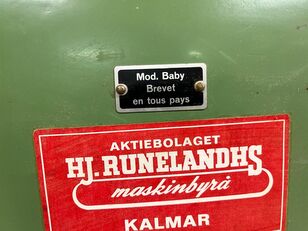 Mod. Baby
Brevet
en tous pays
AKTIEBOLAGET
HJ. RUNELANDHS
maskinbyrå
KALMAR